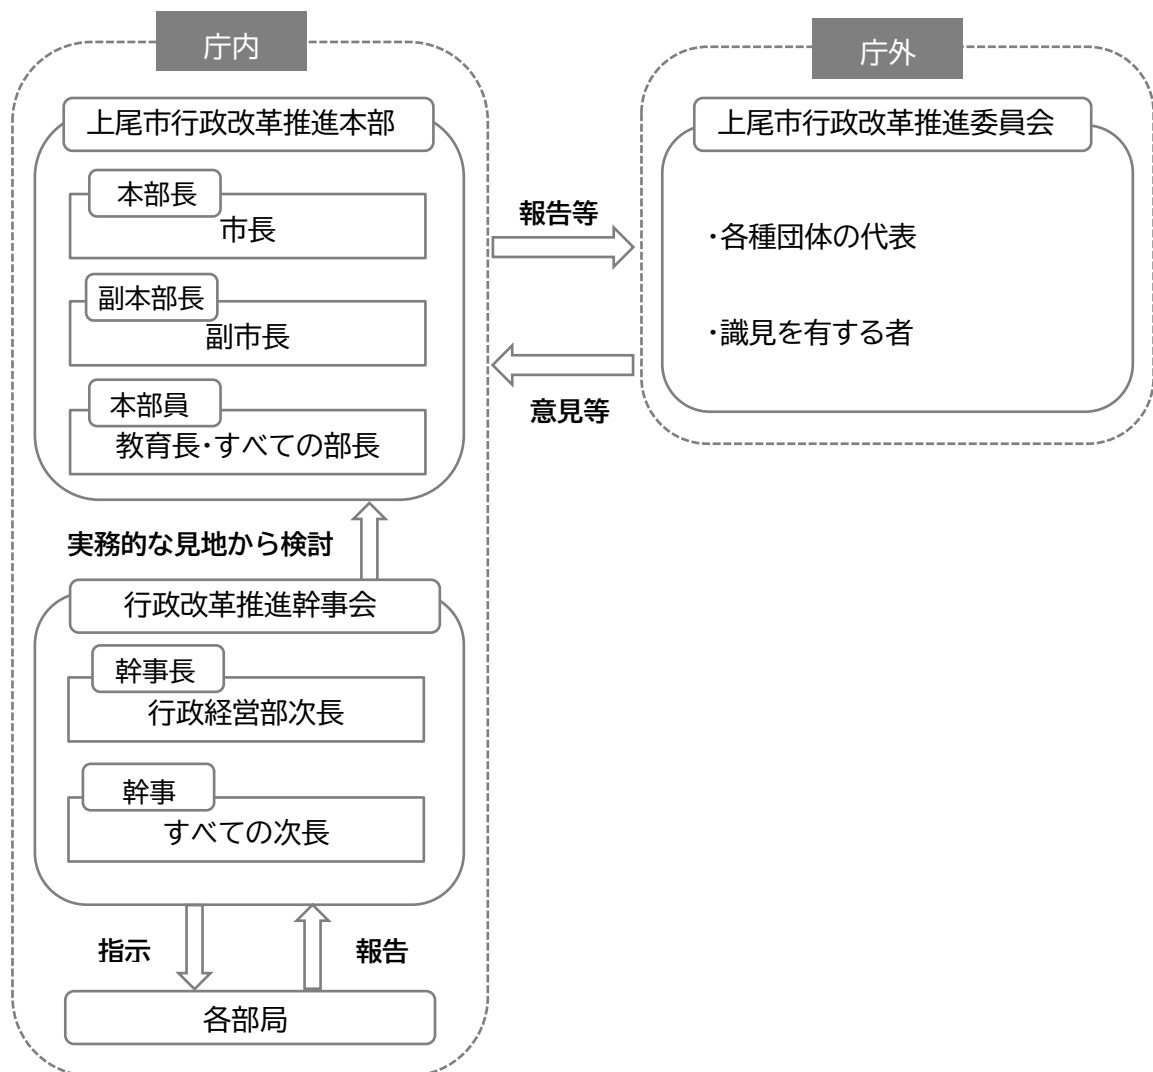 庁内
上尾市行政改革推進本部
本部長
市長
副本部長
副市長
本部員
教育長・すべての部長
実務的な見地から検討
行政改革推進幹事会
幹事長
行政経営部次長
幹事
すべての次長
指示
報告
各部局
報告等
意見等
庁外
上尾市行政改革推進委員会
・各種団体の代表
・識見を有する者